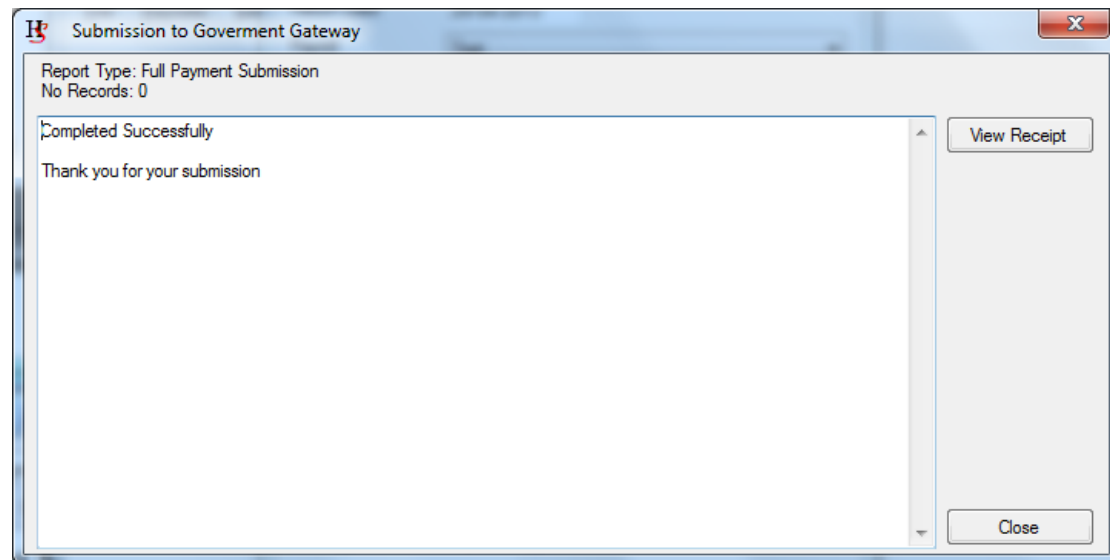 HS Submission to Goverment Gateway
Report Type: Full Payment Submission
No Records: 0
Completed Successfully
View Receipt
Thank you for your submission
Close